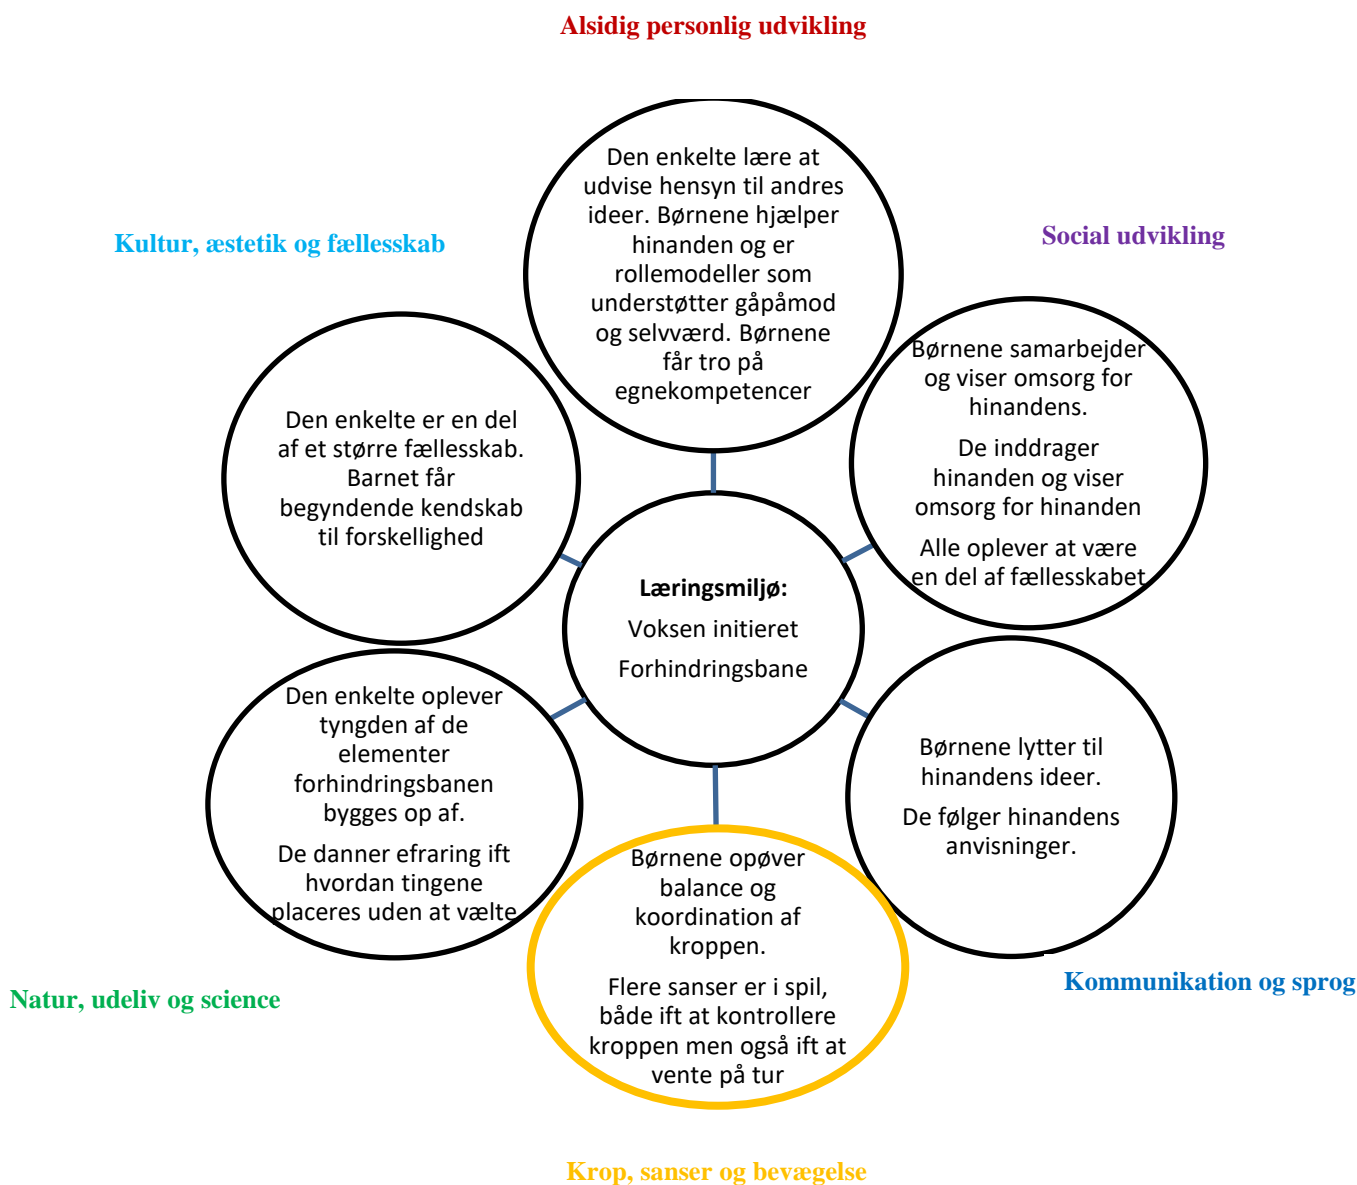 Alsidig personlig udvikling
Den enkelte lære at
udvise hensyn til andres
ideer. Børnene hjælper
hinanden og er
rollemodeller som
understøtter gåpåmod
og selvværd. Børnene
får tro på
egnekompetencer
Kultur, æstetik og fællesskab
Social udvikling
Børnene samarbejder
og viser omsorg for
hinandens.
De inddrager
hinanden og viser
omsorg for hinanden
Alle oplever at være
en del af fællesskabet
Den enkelte er en del
af et større fællesskab.
Barnet får
begyndende kendskab
til forskellighed
Læringsmiljø:
Voksen initieret
Forhindringsbane
Den enkelte oplever
tyngden af de
elementer
forhindringsbanen
bygges op af.
De danner efraring ift
hvordan tingene
placeres uden at vælte
Børnene lytter til
hinandens ideer.
De følger hinandens
anvisninger.
Børnene opøver
balance og
koordination af
kroppen.
Flere sanser er i spil,
både ift at kontrollere
kroppen men også ift at
vente på tur
Natur, udeliv og science
Kommunikation og sprog
Krop, sanser og bevægelse